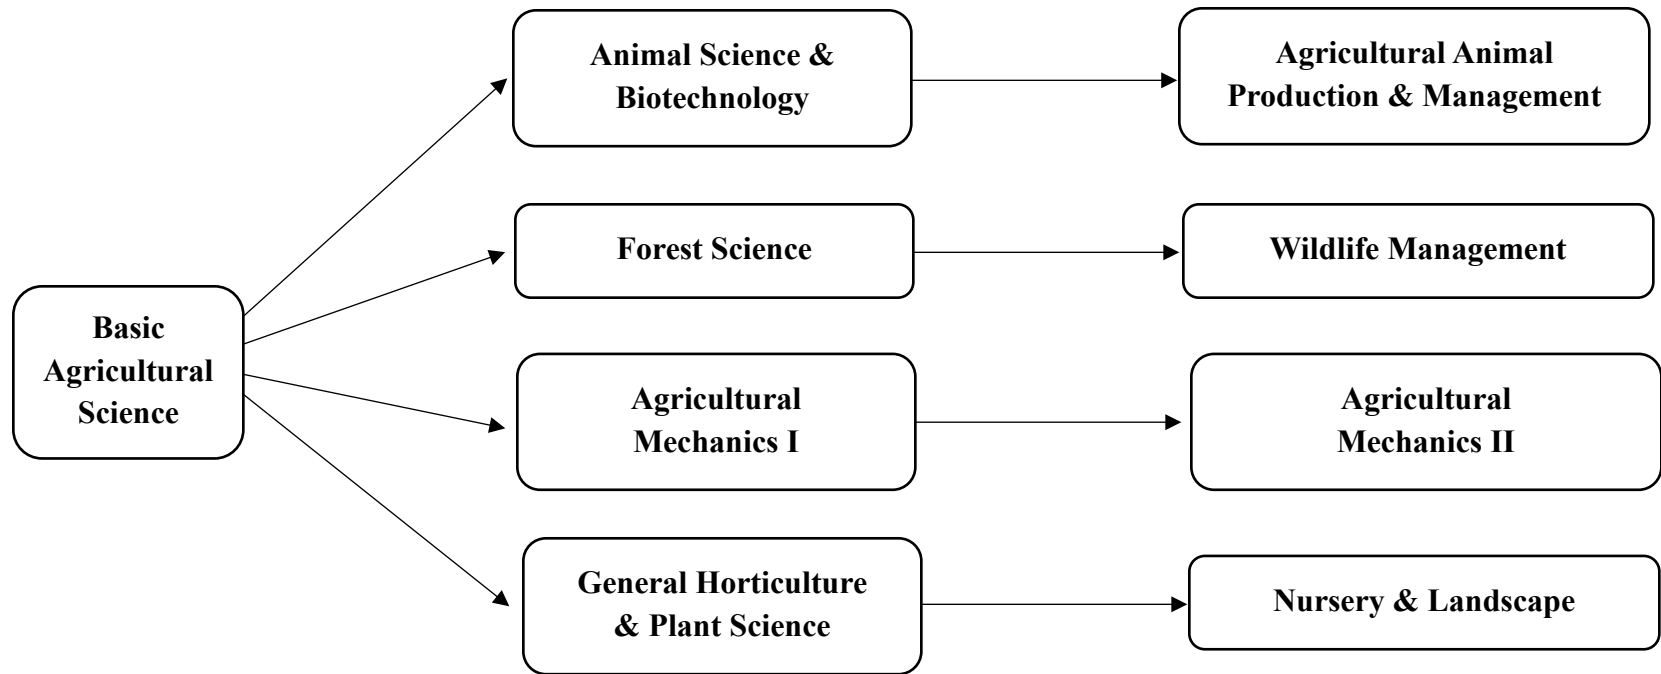 Basic
Agricultural
Science
Animal Science &
Biotechnology
Agricultural Animal
Production & Management
Forest Science
Wildlife Management
Agricultural
Mechanics I
Agricultural
Mechanics II
General Horticulture
& Plant Science
Nursery & Landscape